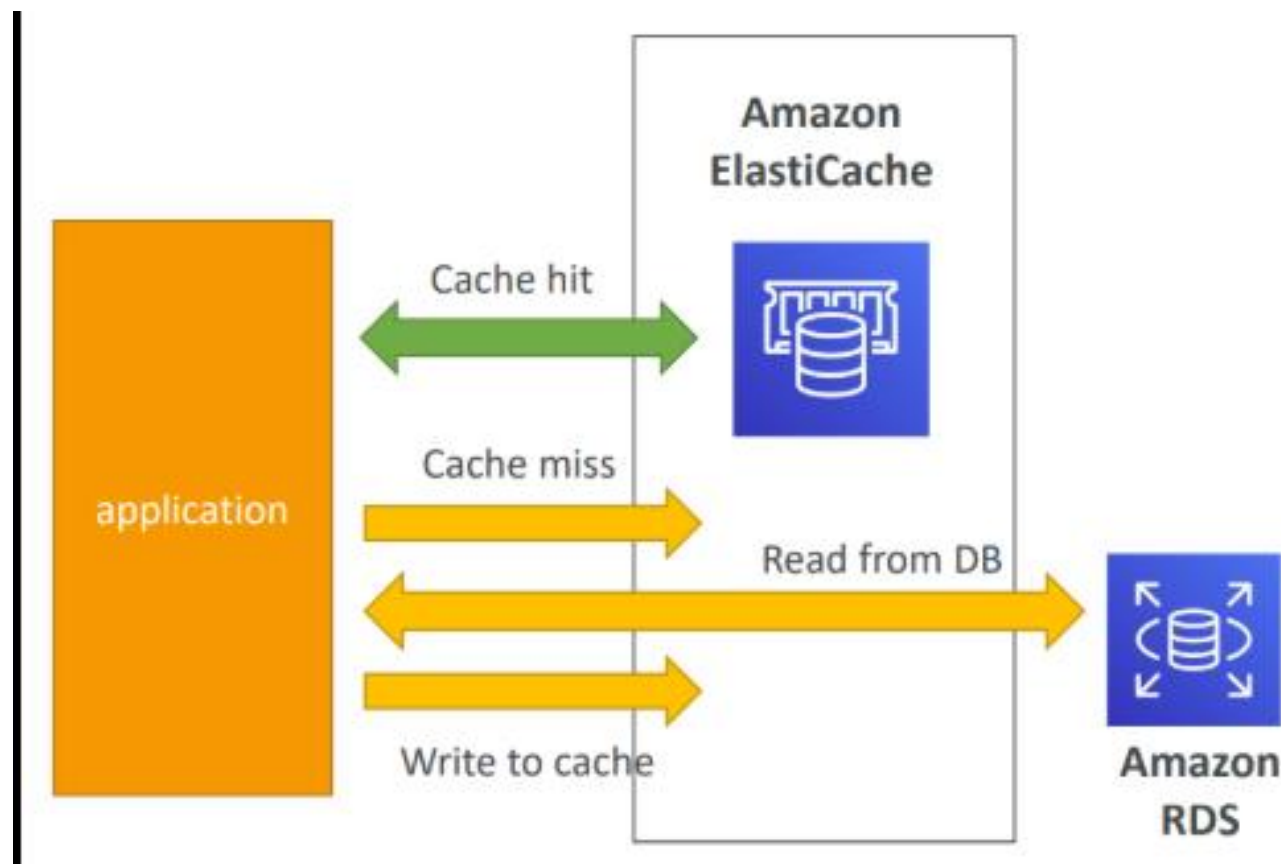 Amazon
ElastiCache
Cache hit
Cache miss
application
Read from DB
Write to cache
Amazon
RDS